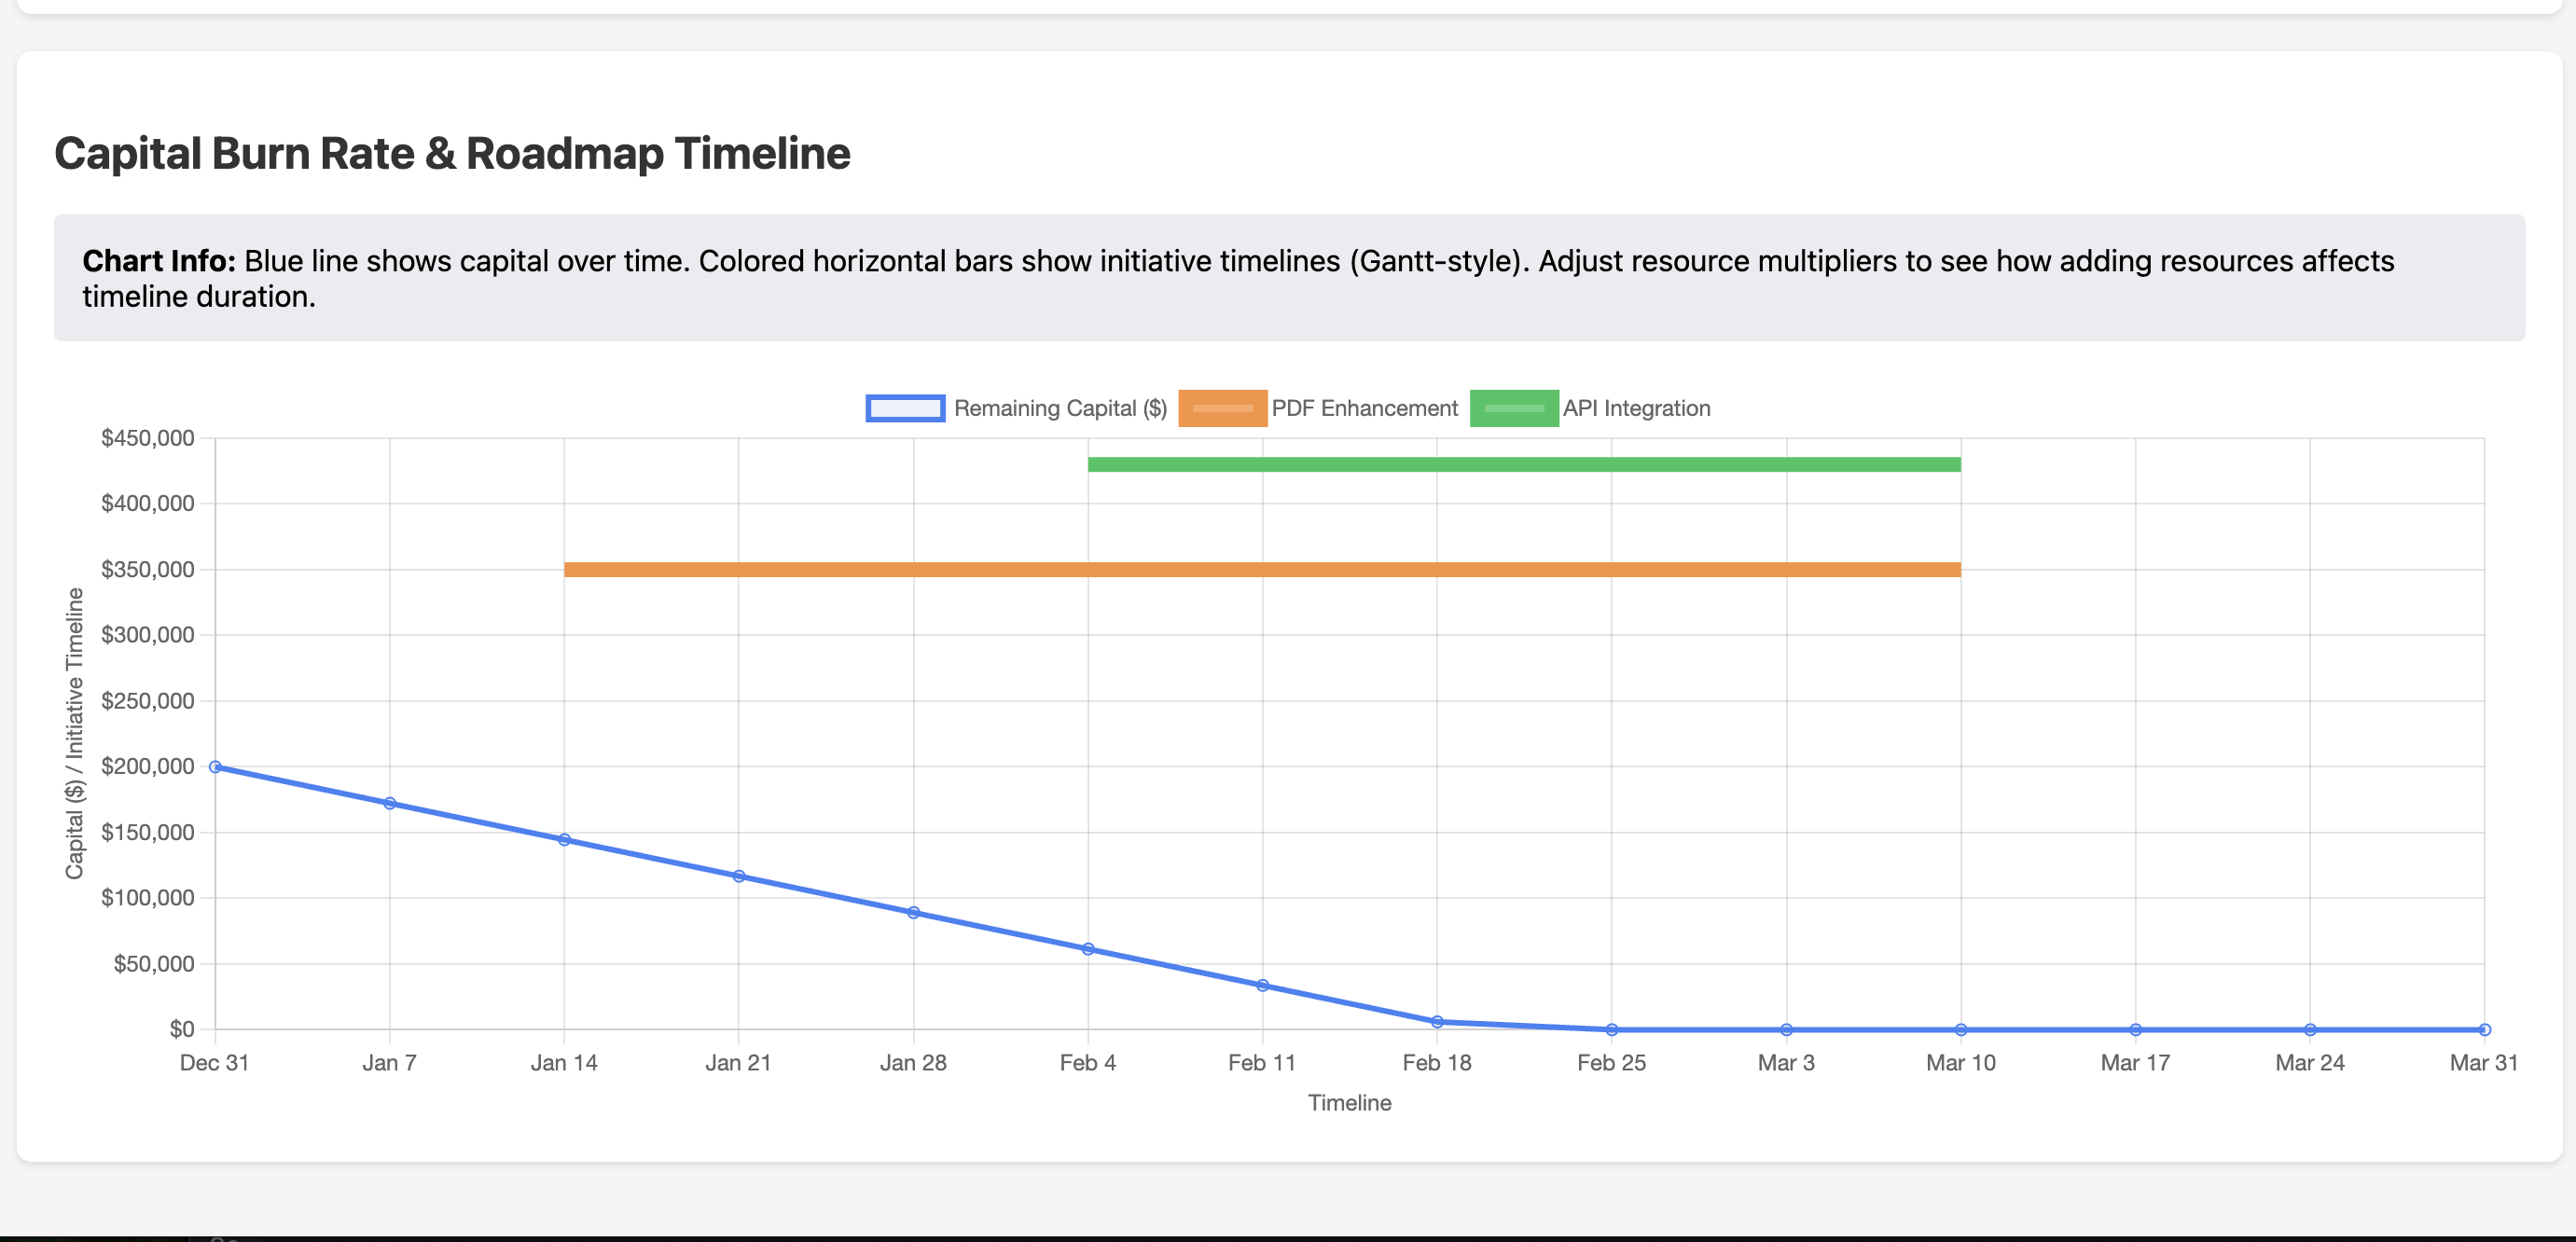 Capital Burn Rate & Roadmap Timeline
Chart Info: Blue line shows capital over time. Colored horizontal bars show initiative timelines (Gantt-style). Adjust resource multipliers to see how adding resources affects
timeline duration.
Remaining Capital ($) PDF Enhancement API Integration
Capital ($) / Initiative Timeline
$450,000
$400,000
$350,000
$300,000
$250,000
$200,000
$150,000
$100,000
$50,000
$0
Dec 31 Jan 7 Jan 14 Jan 21 Jan 28 Feb 4 Feb 11 Feb 18 Feb 25 Mar 3 Mar 10 Mar 17 Mar 24 Mar 31
Timeline